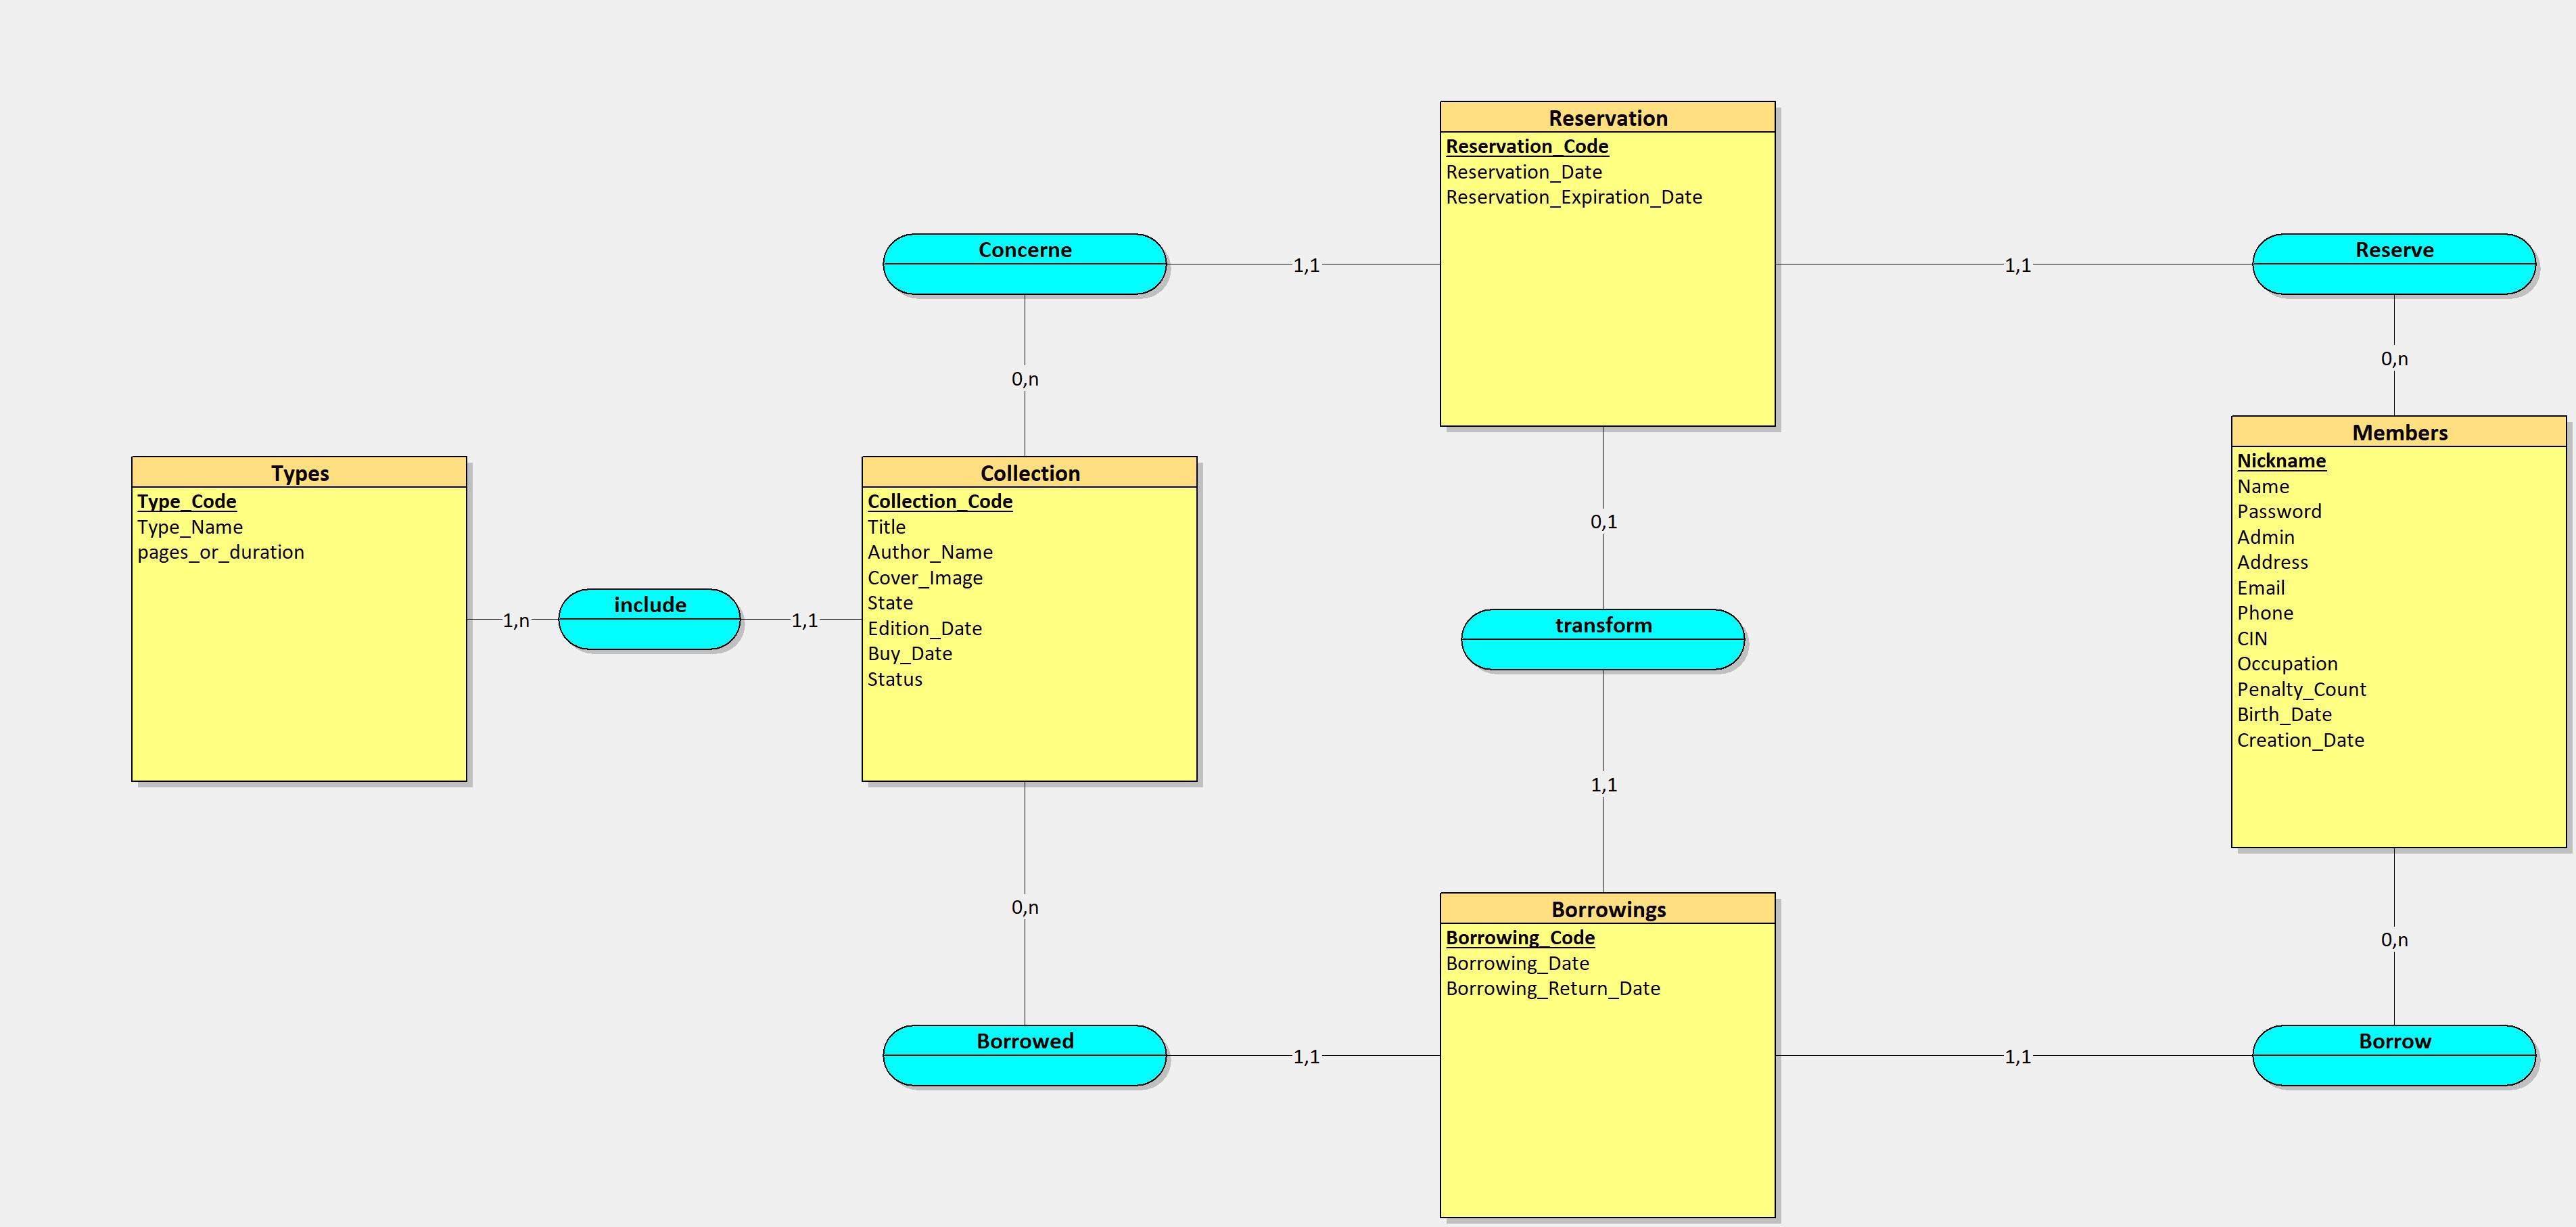 Reservation
Reservation_Code
Reservation_Date
Reservation_Expiration_Date
Concerne
1,1
1,1
Reserve
0,n
0,n
Types
Type_Code
Type_Name
pages_or_duration
1,n
include
1,1
Collection
Collection_Code
Title
Author_Name
Cover_Image
State
Edition_Date
Buy_Date
Status
0,1
transform
1,1
Members
Nickname
Name
Password
Admin
Address
Email
Phone
CIN
Occupation
Penalty_Count
Birth_Date
Creation_Date
0,n
0,n
Borrowings
Borrowing_Code
Borrowing_Date
Borrowing_Return_Date
Borrowed
1,1
1,1
Borrow